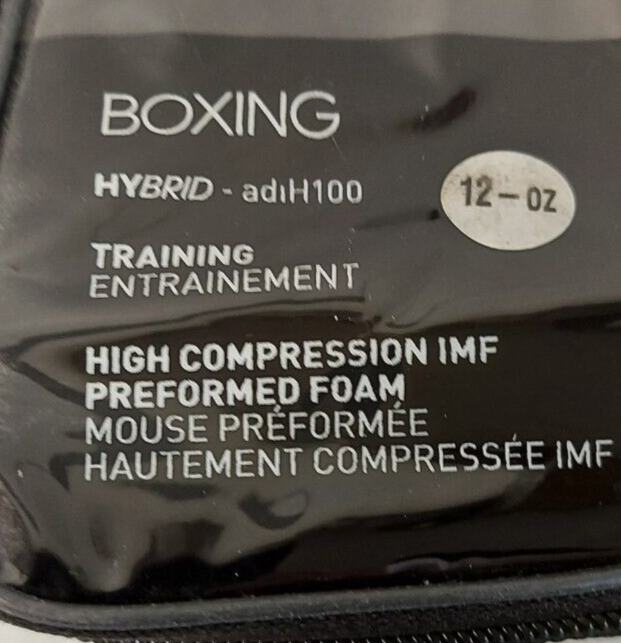 BOXING
HYBRID - adiH100
12-OZ
TRAINING
ENTRAINEMENT
HIGH COMPRESSION IMF
PREFORMED FOAM
MOUSE PRÉFORMÉE
HAUTEMENT COMPRESSÉE IMF